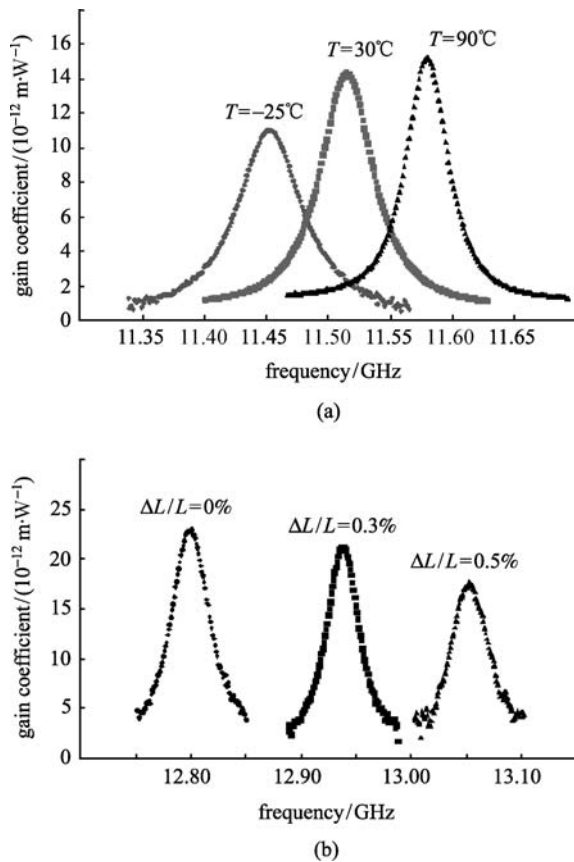 gain coefficient/(10⁻¹² m·W⁻¹)
16
14
12
10
8
6
4
2
0
T=−25℃
T=30℃
T=90℃
11.35 11.40 11.45 11.50 11.55 11.60 11.65
frequency/GHz
(a)
gain coefficient/(10⁻¹² m·W⁻¹)
25
20
15
10
5
0
ΔL/L=0%
ΔL/L=0.3%
ΔL/L=0.5%
12.80 12.90 13.00 13.10
frequency/GHz
(b)